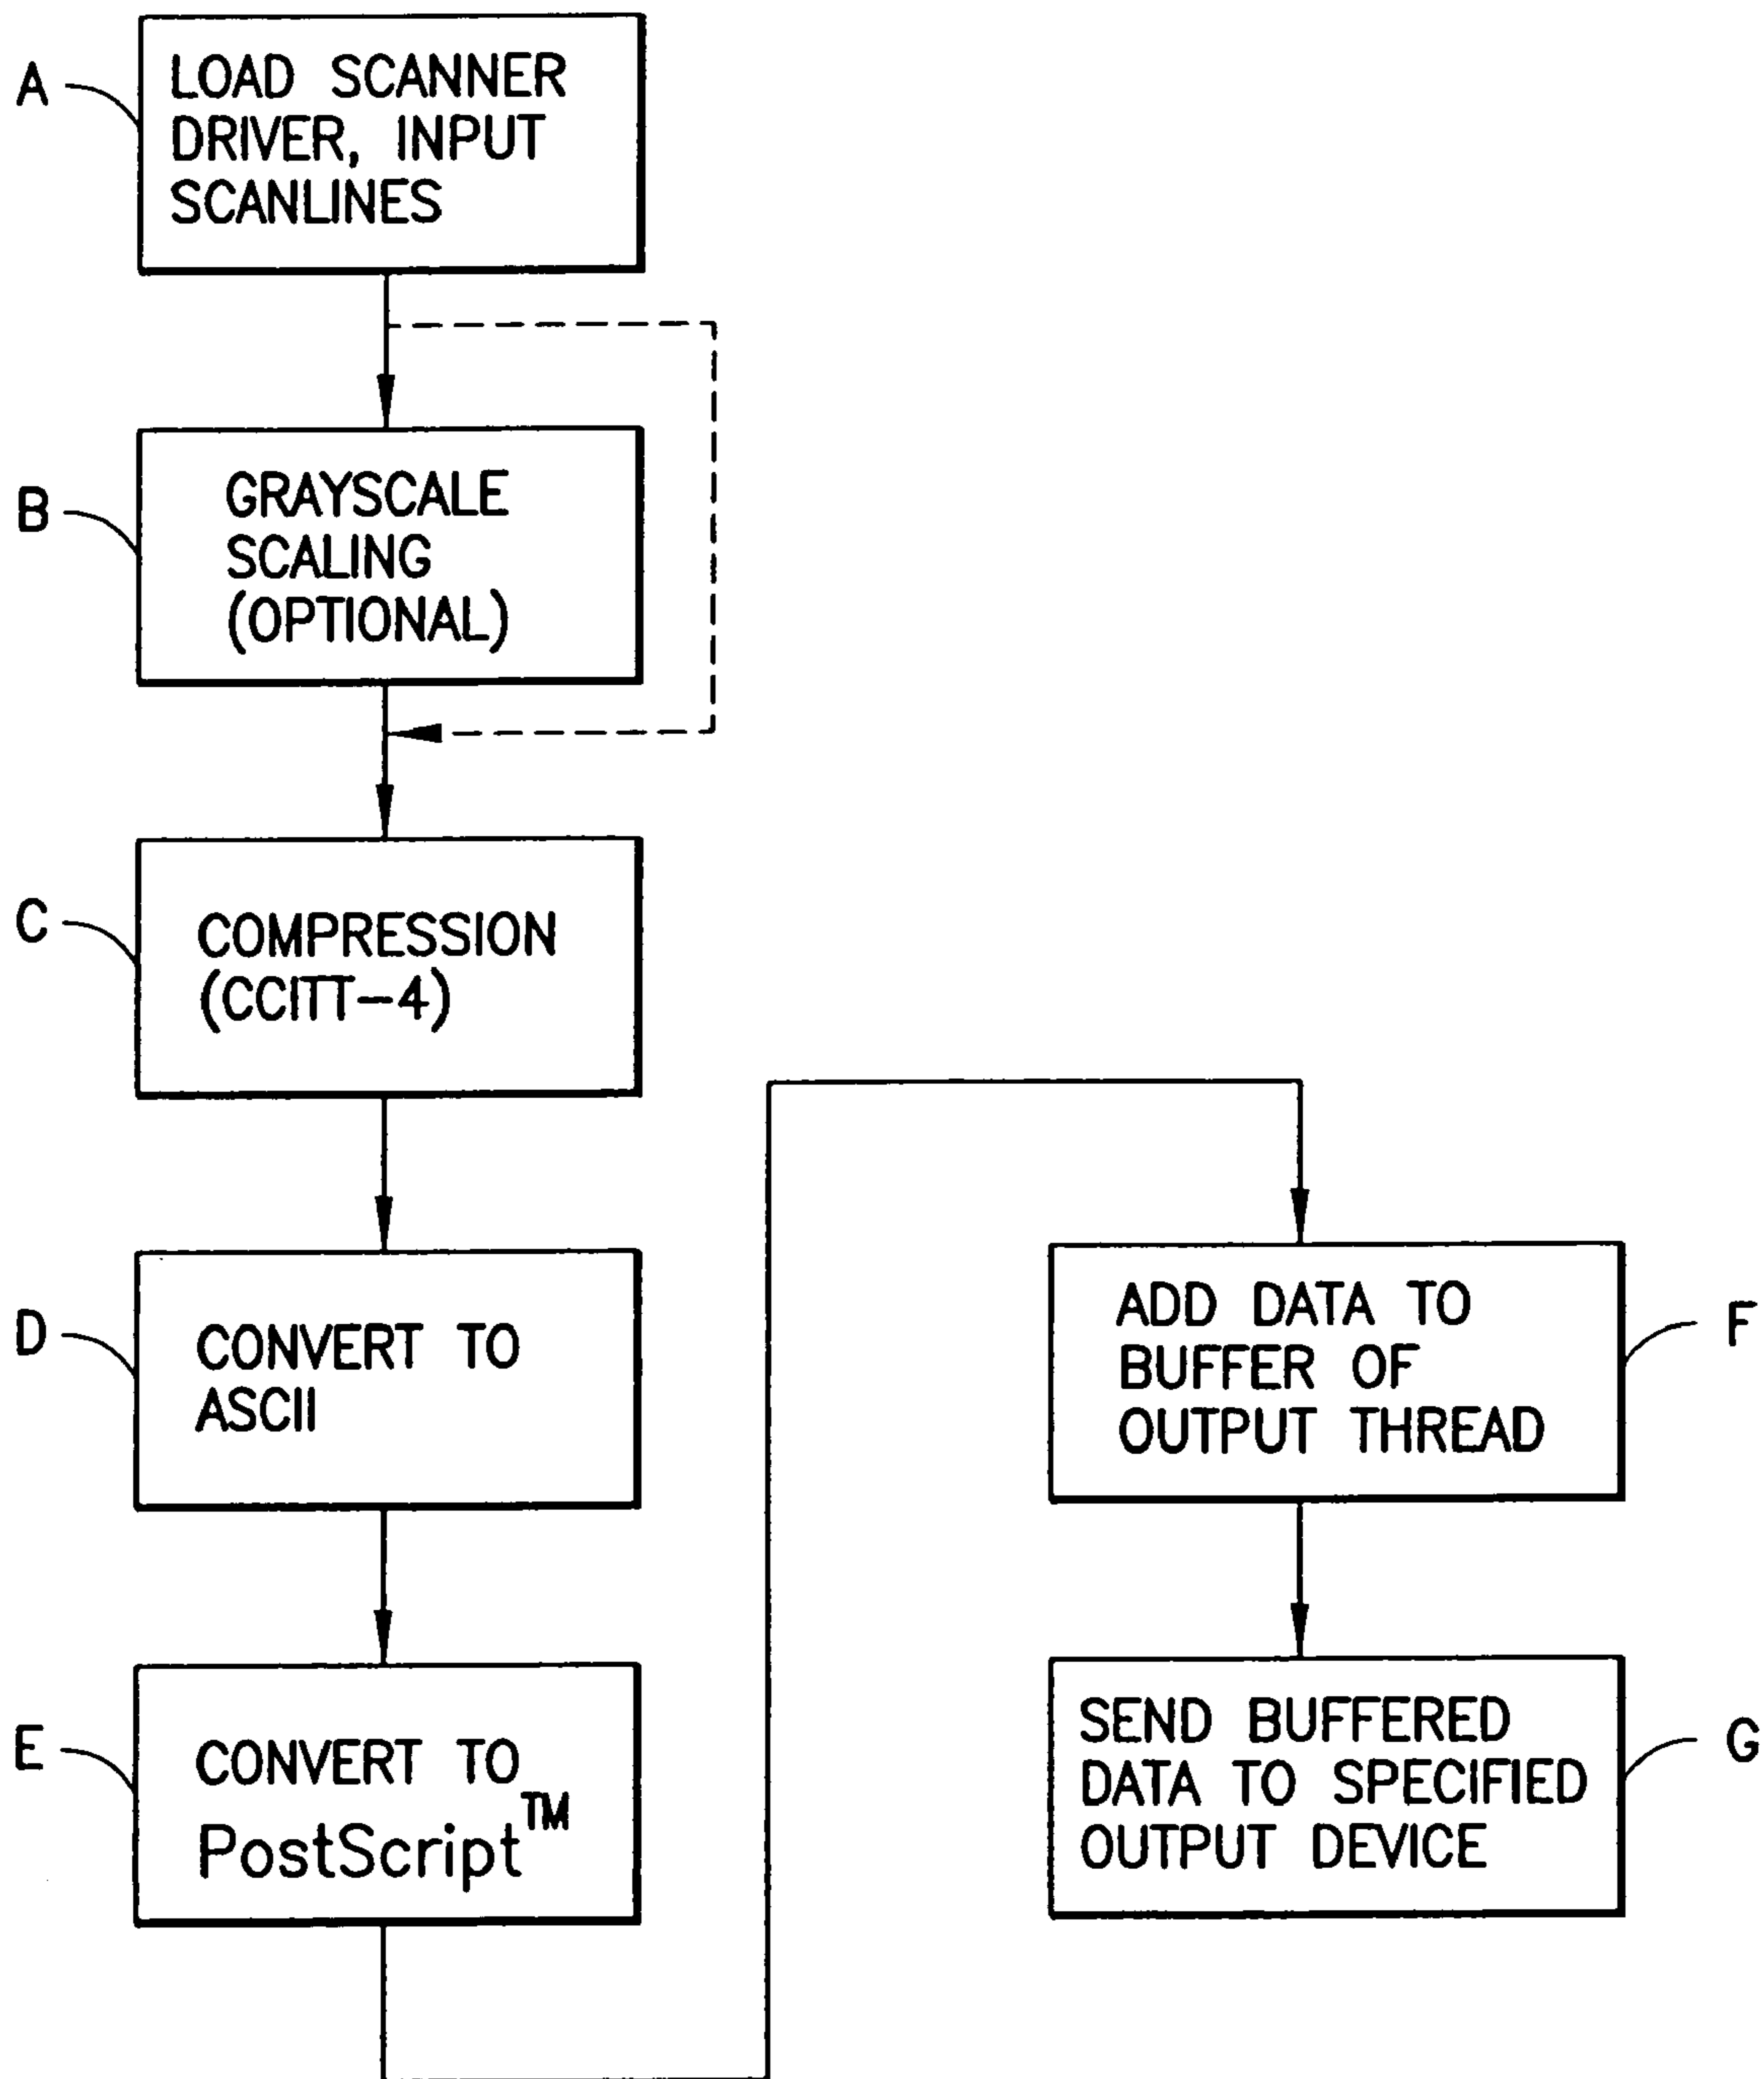 A
LOAD SCANNER
DRIVER, INPUT
SCANLINES
B
GRAYSCALE
SCALING
(OPTIONAL)
C
COMPRESSION
(CCITT-4)
D
CONVERT TO
ASCII
E
CONVERT TO
PostScript™
F
ADD DATA TO
BUFFER OF
OUTPUT THREAD
G
SEND BUFFERED
DATA TO SPECIFIED
OUTPUT DEVICE